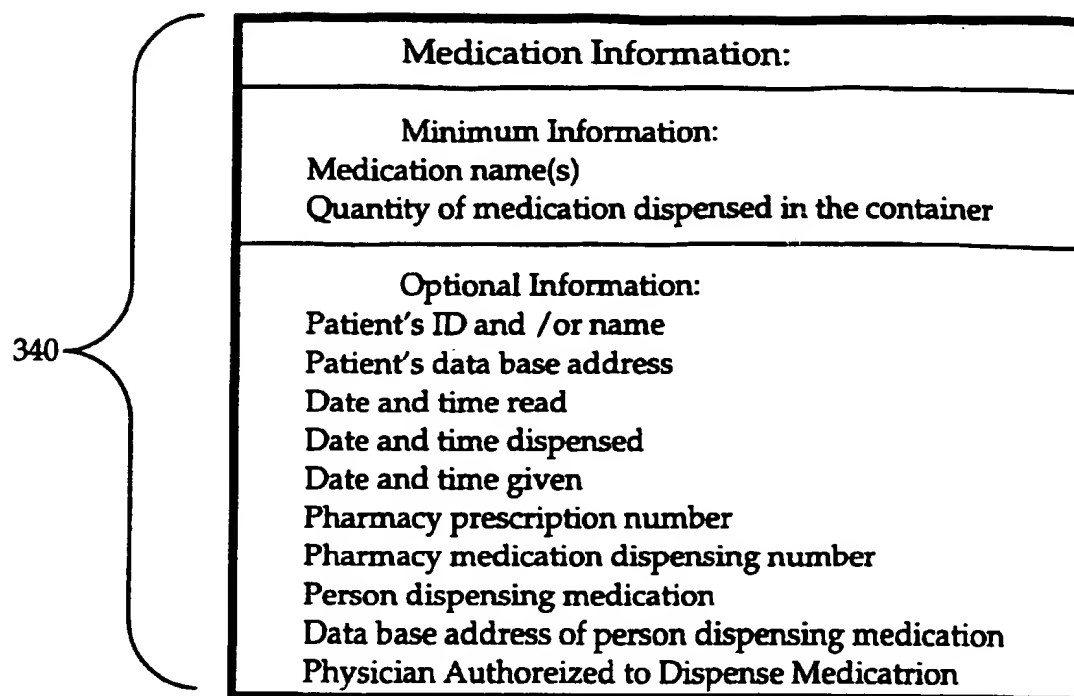 Medication Information:
Minimum Information:
Medication name(s)
Quantity of medication dispensed in the container
Optional Information:
Patient's ID and /or name
340
Patient's data base address
Date and time read
Date and time dispensed
Date and time given
Pharmacy prescription number
Pharmacy medication dispensing number
Person dispensing medication
Data base address of person dispensing medication
Physician Authoreized to Dispense Medicatrion